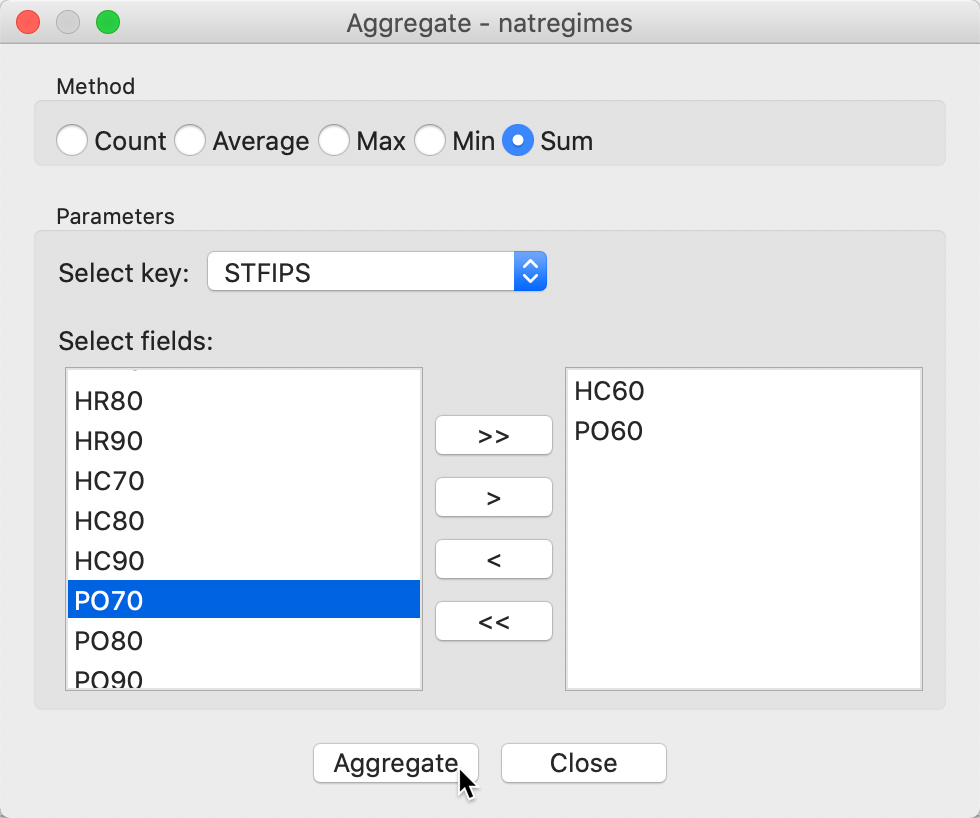 Aggregate - natregimes
Method
Count Average Max Min Sum
Parameters
Select key: STFIPS
Select fields:
HR80
HR90
HC70
HC80
HC90
PO70
PO80
PO90
>>
>
<
<<
HC60
PO60
Aggregate Close